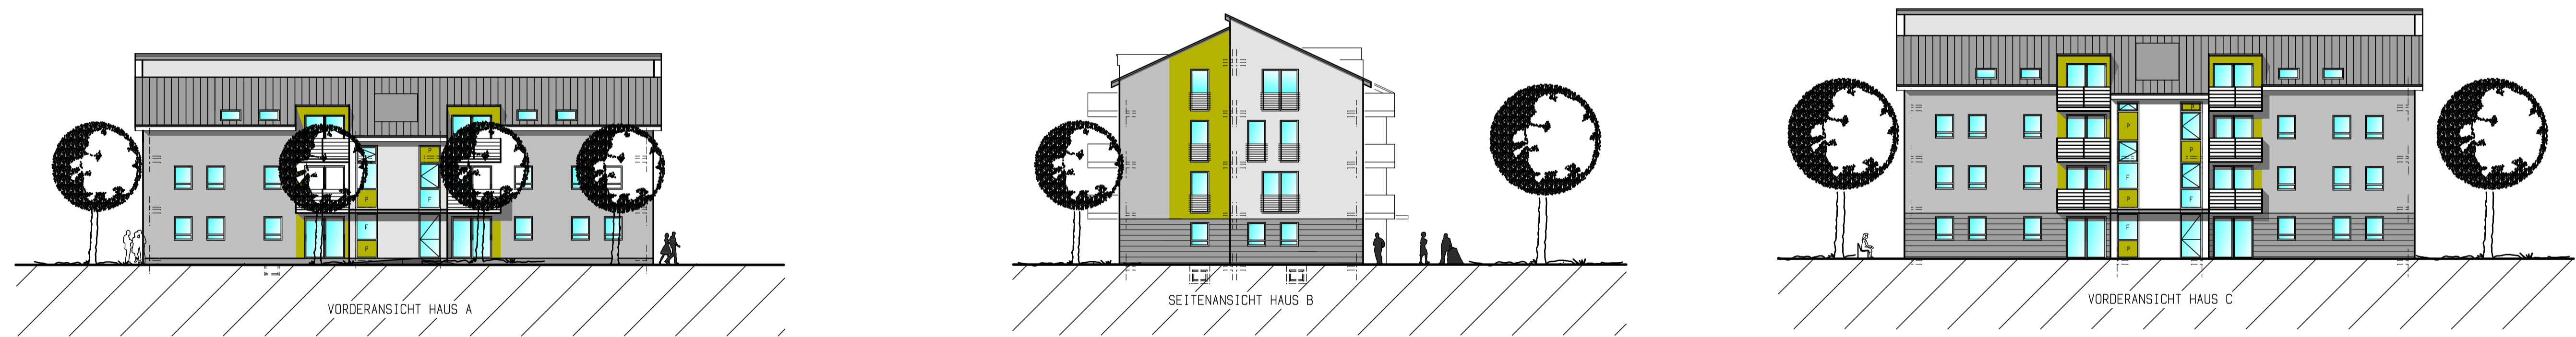 P
P
F
F
P
VORDERANSICHT HAUS A
SEITENANSICHT HAUS B
P
P
P
F
P
F
F
P
VORDERANSICHT HAUS C